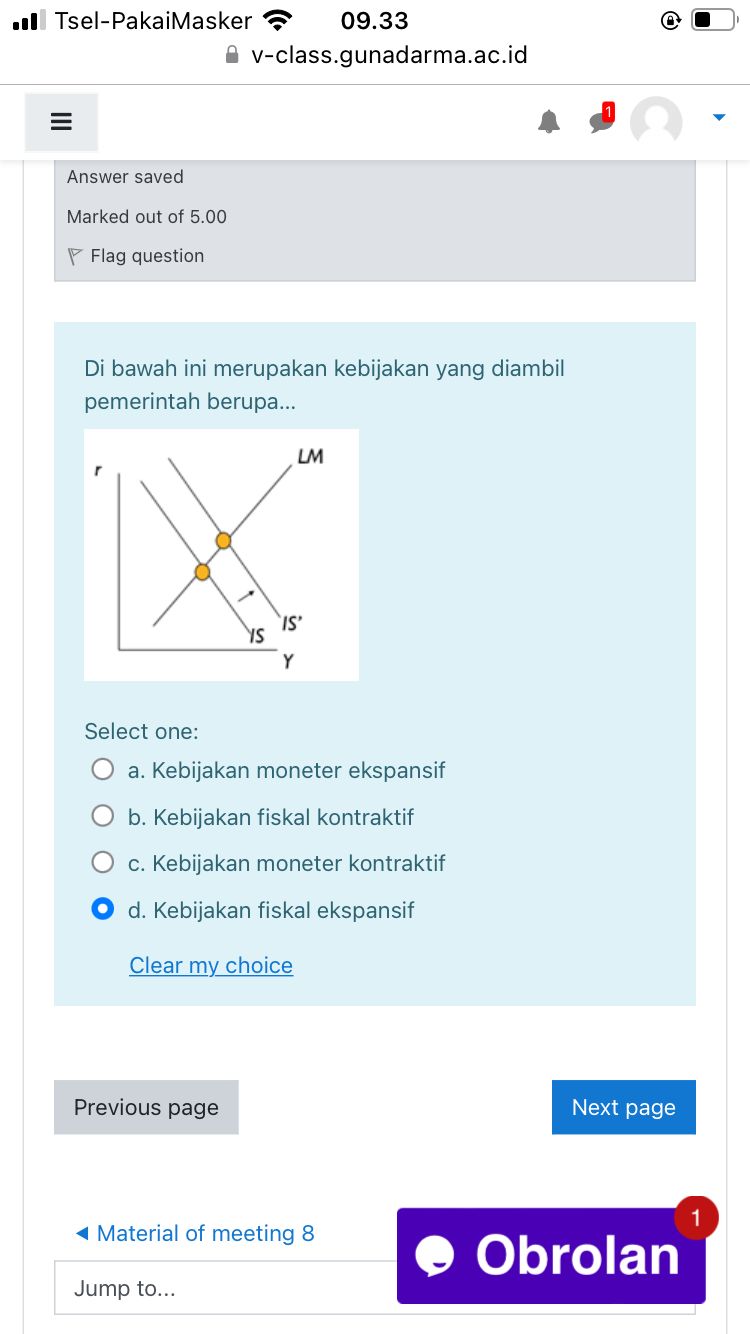 Tsel-PakaiMasker 09.33
v-class.gunadarma.ac.id
1
Answer saved
Marked out of 5.00
Flag question
Di bawah ini merupakan kebijakan yang diambil
pemerintah berupa...
LM
r
IS'
IS
Y
Select one:
a. Kebijakan moneter ekspansif
b. Kebijakan fiskal kontraktif
c. Kebijakan moneter kontraktif
d. Kebijakan fiskal ekspansif
Clear my choice
Previous page
Next page
◄ Material of meeting 8
1
Obrolan
Jump to...